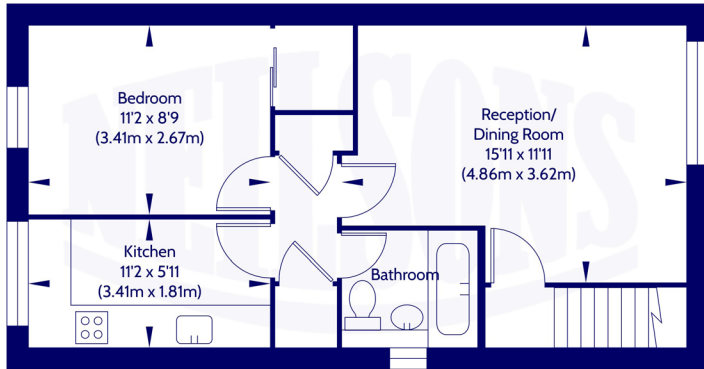 Bedroom
11'2 x 8'9
(3.41m x 2.67m)
Reception/
Dining Room
15'11 x 11'11
(4.86m x 3.62m)
Kitchen
11'2 x 5'11
(3.41m x 1.81m)
Bathroom
NEILSONS